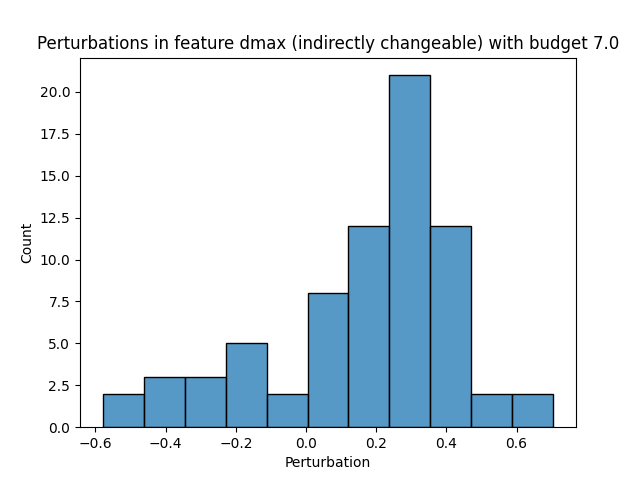 Perturbations in feature dmax (indirectly changeable) with budget 7.0
20.0
17.5
15.0
12.5
10.0
7.5
5.0
2.5
0.0
Count
−0.6 −0.4 −0.2 0.0 0.2 0.4 0.6
Perturbation